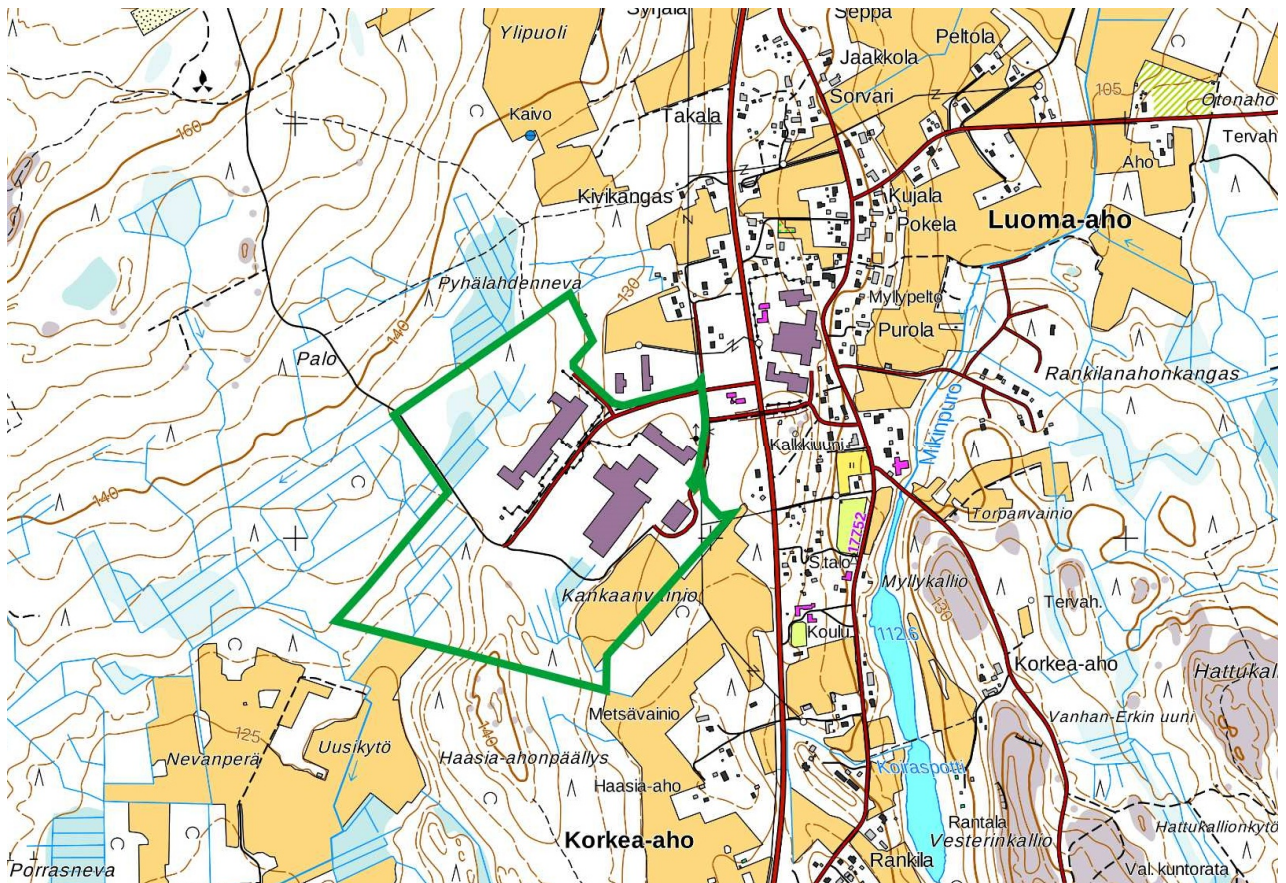 Syrjälä
Seppä
Ylipuoli
Peltola
Jaakkola
Sorvari
105
Otonaho
Kaivo
Takala
160
Tervah
Aho
Kivikangas
Kujala
Luoma-aho
Pokela
Pyhälahdenneva
130
Myllypelto
140
Purola
Palo
Rankilanahonkangas
Mikinpuro
Kalkkiuuni
140
Torpanvainio
17752
S.talo
Myllykallio
Kankaanvainio
130
Tervah.
Koulu
112.6
Korkea-aho
Hattukall
Metsävainio
Vanhan-Erkin uuni
125
Uusikytö
140
Nevanperä
Haasia-ahonpäällys
Koiraspotti
Haasia-aho
Rantala
Hattukallionkytö
Korkea-aho
Vesterinkallio
Rankila
Porrasneva
Val.kuntorata